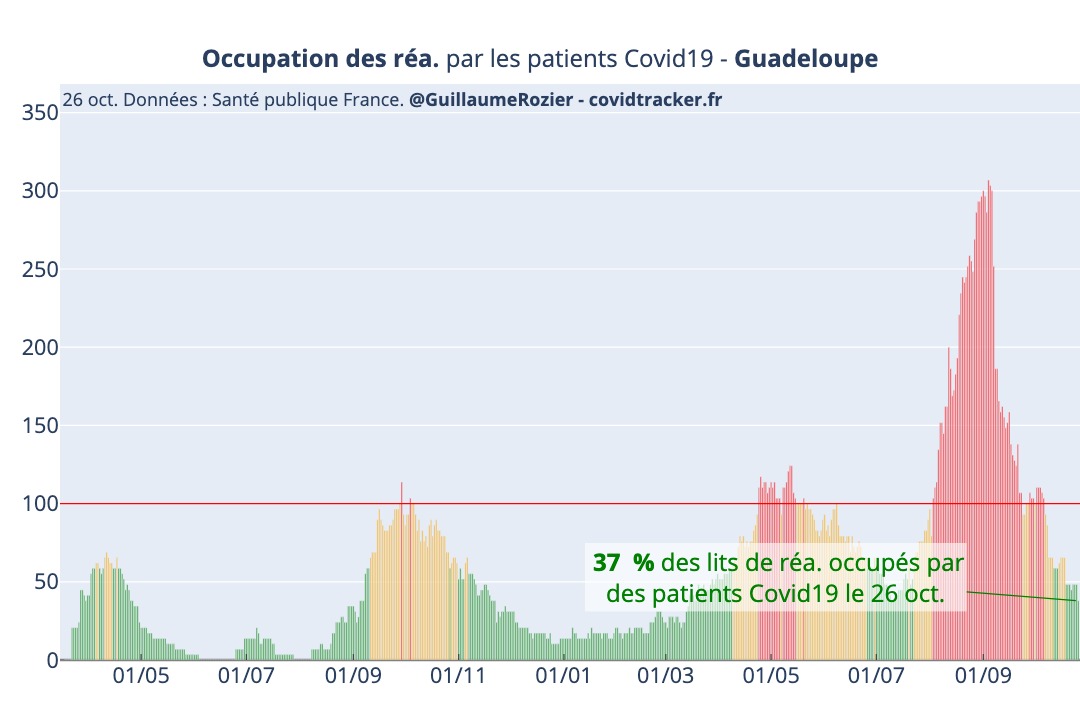 Occupation des réa. par les patients Covid19 - Guadeloupe
26 oct. Données : Santé publique France. @GuillaumeRozier - covidtracker.fr
350
300
250
200
150
100
50
0
37 % des lits de réa. occupés par
des patients Covid19 le 26 oct.
01/05 01/07 01/09 01/11 01/01 01/03 01/05 01/07 01/09